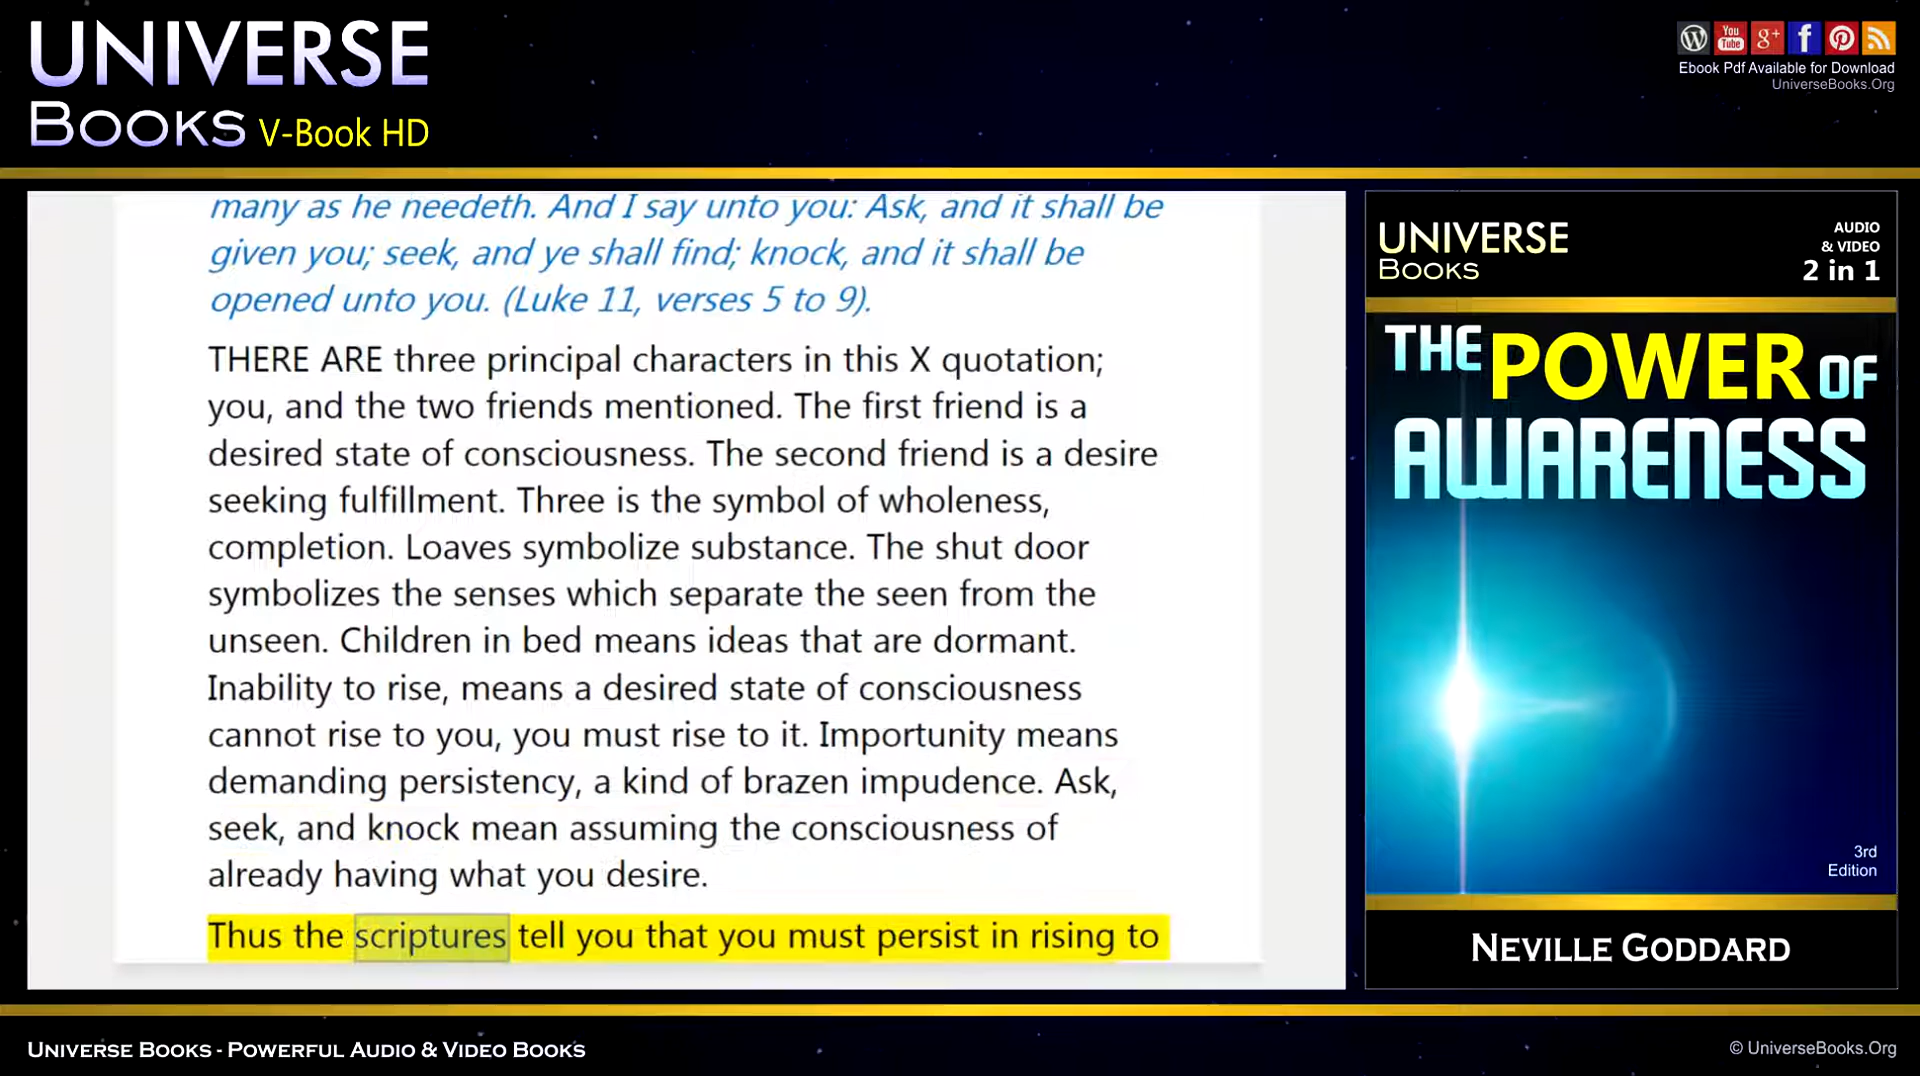 UNIVERSE
BOOKS V-Book HD
You Tube g+ f
Ebook Pdf Available for Download
UniverseBooks.Org
many as he needeth. And I say unto you: Ask, and it shall be
given you; seek, and ye shall find; knock, and it shall be
opened unto you. (Luke 11, verses 5 to 9).
THERE ARE three principal characters in this X quotation;
you, and the two friends mentioned. The first friend is a
desired state of consciousness. The second friend is a desire
seeking fulfillment. Three is the symbol of wholeness,
completion. Loaves symbolize substance. The shut door
symbolizes the senses which separate the seen from the
unseen. Children in bed means ideas that are dormant.
Inability to rise, means a desired state of consciousness
cannot rise to you, you must rise to it. Importunity means
demanding persistency, a kind of brazen impudence. Ask,
seek, and knock mean assuming the consciousness of
already having what you desire.
Thus the scriptures tell you that you must persist in rising to
UNIVERSE
BOOKS
AUDIO
& VIDEO
2 in 1
THE POWER OF
AWARENESS
3rd
Edition
NEVILLE GODDARD
UNIVERSE BOOKS - POWERFUL AUDIO & VIDEO BOOKS
© UniverseBooks.Org